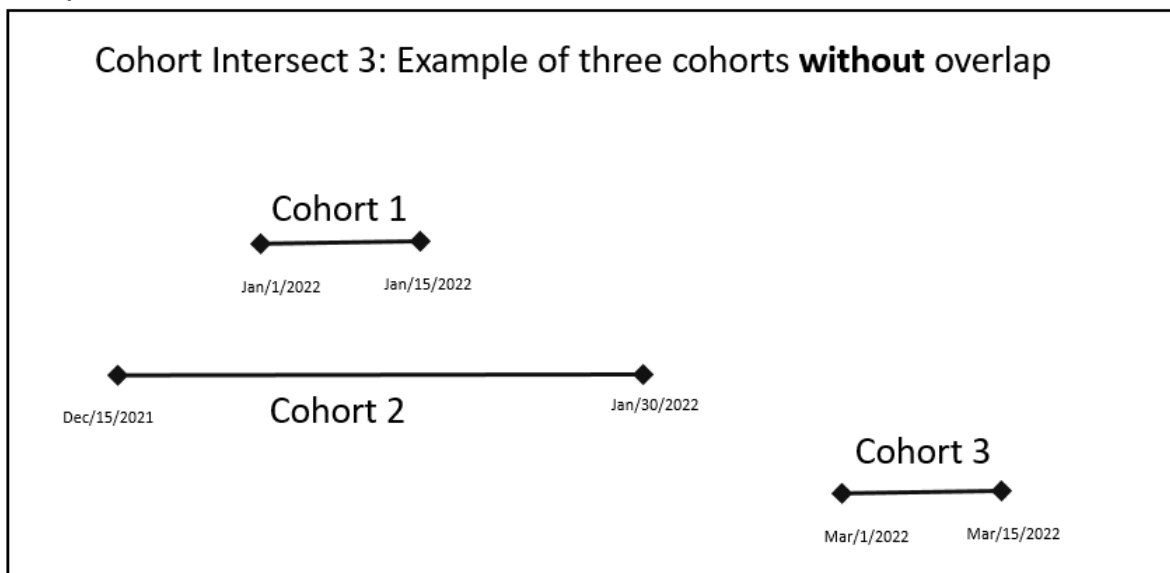 Cohort Intersect 3: Example of three cohorts without overlap
Cohort 1
Jan/1/2022
Jan/15/2022
Dec/15/2021
Cohort 2
Jan/30/2022
Cohort 3
Mar/1/2022
Mar/15/2022